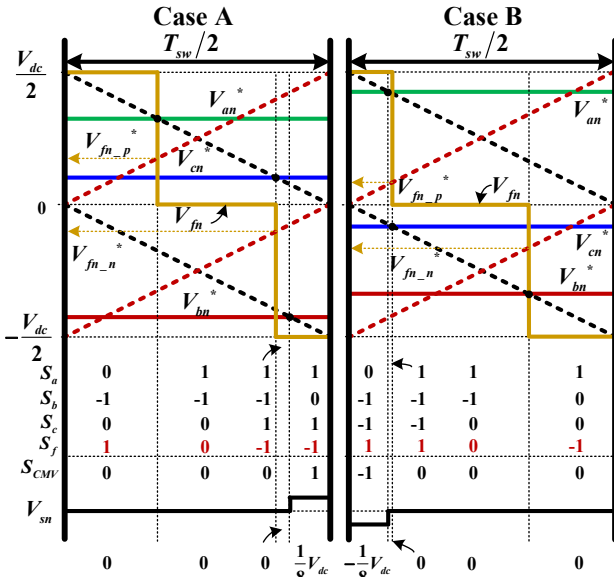 Case A Case B
T_sw/2 T_sw/2
V_dc/2
V_an* V_an*
V_fn_p* V_cn* V_fn_p* V_fn
0
V_fn V_cn*
V_fn_n* V_fn_n* V_bn*
V_bn*
-V_dc/2
S_a 0 1 1 1 0 1 1 1
S_b -1 -1 -1 0 -1 -1 -1 0
S_c 0 0 1 1 -1 -1 0 0
S_f 1 0 -1 -1 1 1 0 -1
S_CMV 0 0 0 1 -1 0 0 0
V_sn
0 0 0 1/8 V_dc -1/8 V_dc 0 0 0